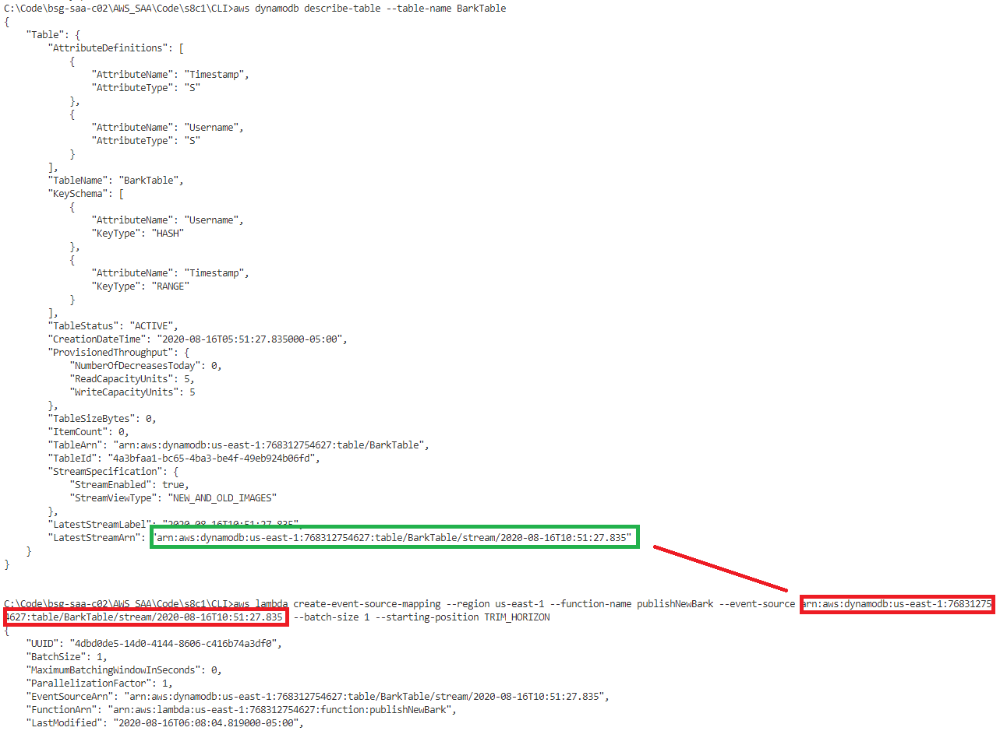 C:\Code\bsg-saa-c02\AWS_SAA\Code\s8c1\CLI>aws dynamodb describe-table --table-name BarkTable
{
    "Table": {
        "AttributeDefinitions": [
            {
                "AttributeName": "Timestamp",
                "AttributeType": "S"
            },
            {
                "AttributeName": "Username",
                "AttributeType": "S"
            }
        ],
        "TableName": "BarkTable",
        "KeySchema": [
            {
                "AttributeName": "Username",
                "KeyType": "HASH"
            },
            {
                "AttributeName": "Timestamp",
                "KeyType": "RANGE"
            }
        ],
        "TableStatus": "ACTIVE",
        "CreationDateTime": "2020-08-16T05:51:27.835000-05:00",
        "ProvisionedThroughput": {
            "NumberOfDecreasesToday": 0,
            "ReadCapacityUnits": 5,
            "WriteCapacityUnits": 5
        },
        "TableSizeBytes": 0,
        "ItemCount": 0,
        "TableArn": "arn:aws:dynamodb:us-east-1:768312754627:table/BarkTable",
        "TableId": "4a3bfaa1-bc65-4ba3-be4f-49eb924b06fd",
        "StreamSpecification": {
            "StreamEnabled": true,
            "StreamViewType": "NEW_AND_OLD_IMAGES"
        },
        "LatestStreamLabel": "2020-08-16T10:51:27.835",
        "LatestStreamArn": "arn:aws:dynamodb:us-east-1:768312754627:table/BarkTable/stream/2020-08-16T10:51:27.835"
    }
}
C:\Code\bsg-saa-c02\AWS_SAA\Code\s8c1\CLI>aws lambda create-event-source-mapping --region us-east-1 --function-name publishNewBark --event-source arn:aws:dynamodb:us-east-1:76831275
4627:table/BarkTable/stream/2020-08-16T10:51:27.835 --batch-size 1 --starting-position TRIM_HORIZON
{
    "UUID": "4dbd0de5-14d0-4144-8606-c416b74a3df0",
    "BatchSize": 1,
    "MaximumBatchingWindowInSeconds": 0,
    "ParallelizationFactor": 1,
    "EventSourceArn": "arn:aws:dynamodb:us-east-1:768312754627:table/BarkTable/stream/2020-08-16T10:51:27.835",
    "FunctionArn": "arn:aws:lambda:us-east-1:768312754627:function:publishNewBark",
    "LastModified": "2020-08-16T06:08:04.819000-05:00",